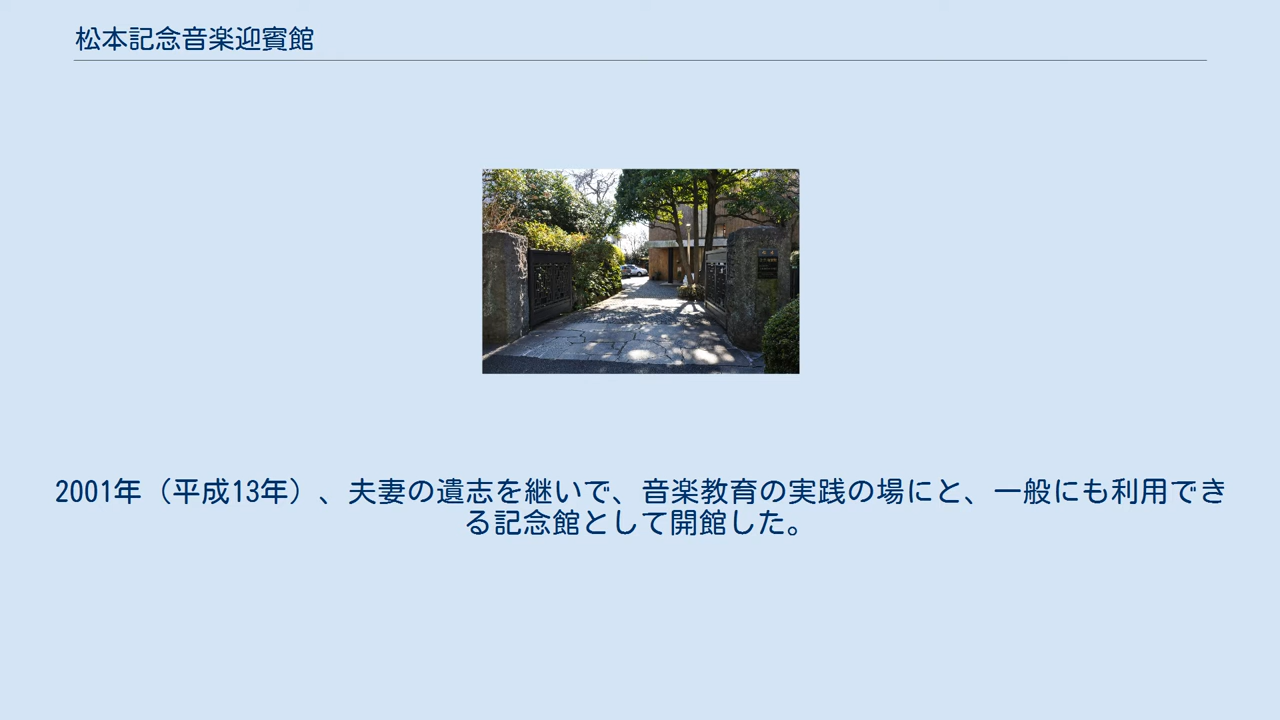 松本記念音楽迎賓館
2001年（平成13年）、夫妻の遺志を継いで、音楽教育の実践の場にと、一般にも利用でき
る記念館として開館した。